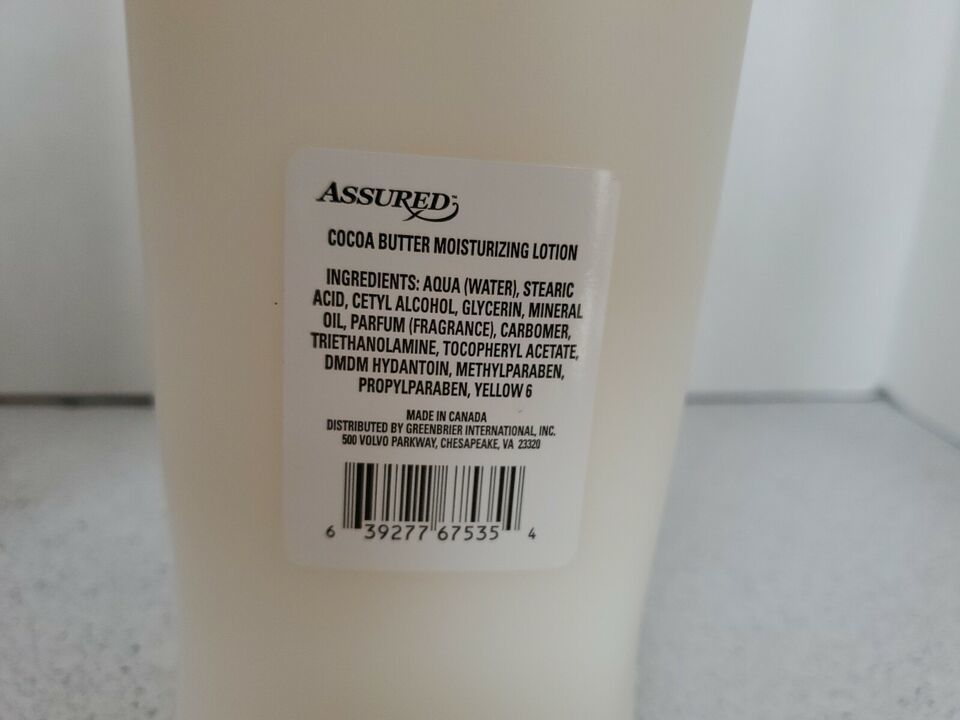 ASSURED™
COCOA BUTTER MOISTURIZING LOTION
INGREDIENTS: AQUA (WATER), STEARIC
ACID, CETYL ALCOHOL, GLYCERIN, MINERAL
OIL, PARFUM (FRAGRANCE), CARBOMER,
TRIETHANOLAMINE, TOCOPHERYL ACETATE,
DMDM HYDANTOIN, METHYLPARABEN,
PROPYLPARABEN, YELLOW 6
MADE IN CANADA
DISTRIBUTED BY GREENBRIER INTERNATIONAL, INC.
500 VOLVO PARKWAY, CHESAPEAKE, VA 23320
6 39277 67535 4